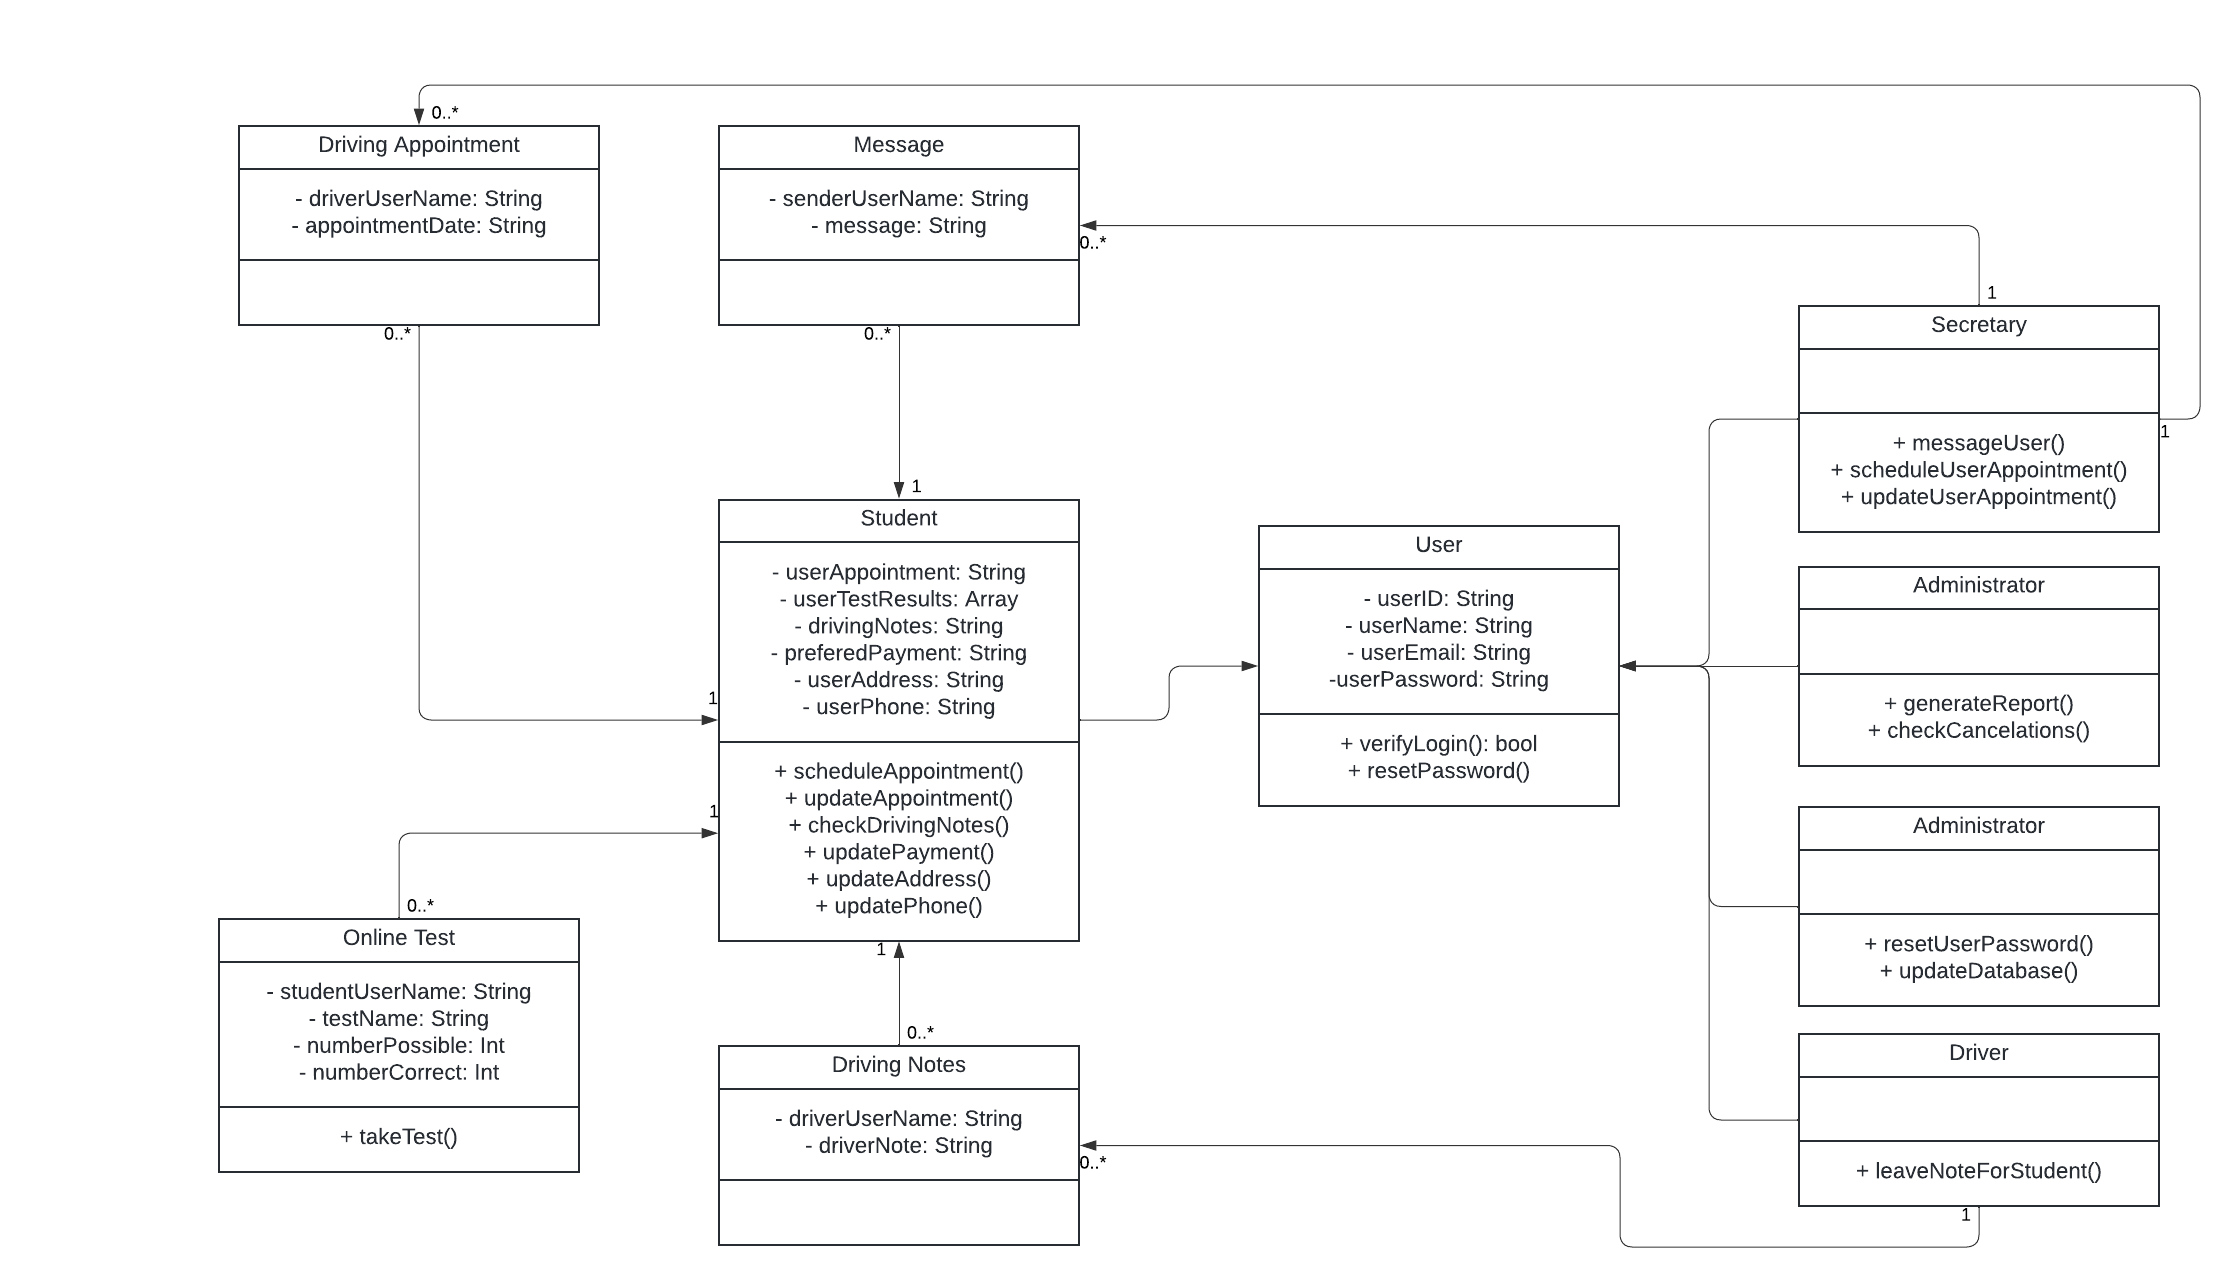 0..*
Driving Appointment
- driverUserName: String
- appointmentDate: String
0..*
Message
- senderUserName: String
- message: String
0..*
0..*
1
Secretary
+ messageUser()
+ scheduleUserAppointment()
+ updateUserAppointment()
1
1
Student
- userAppointment: String
- userTestResults: Array
- drivingNotes: String
- preferedPayment: String
- userAddress: String
- userPhone: String
+ scheduleAppointment()
+ updateAppointment()
+ checkDrivingNotes()
+ updatePayment()
+ updateAddress()
+ updatePhone()
1
1
1
User
- userID: String
- userName: String
- userEmail: String
-userPassword: String
+ verifyLogin(): bool
+ resetPassword()
Administrator
+ generateReport()
+ checkCancelations()
Administrator
+ resetUserPassword()
+ updateDatabase()
0..*
Online Test
- studentUserName: String
- testName: String
- numberPossible: Int
- numberCorrect: Int
+ takeTest()
0..*
Driving Notes
- driverUserName: String
- driverNote: String
0..*
Driver
+ leaveNoteForStudent()
1